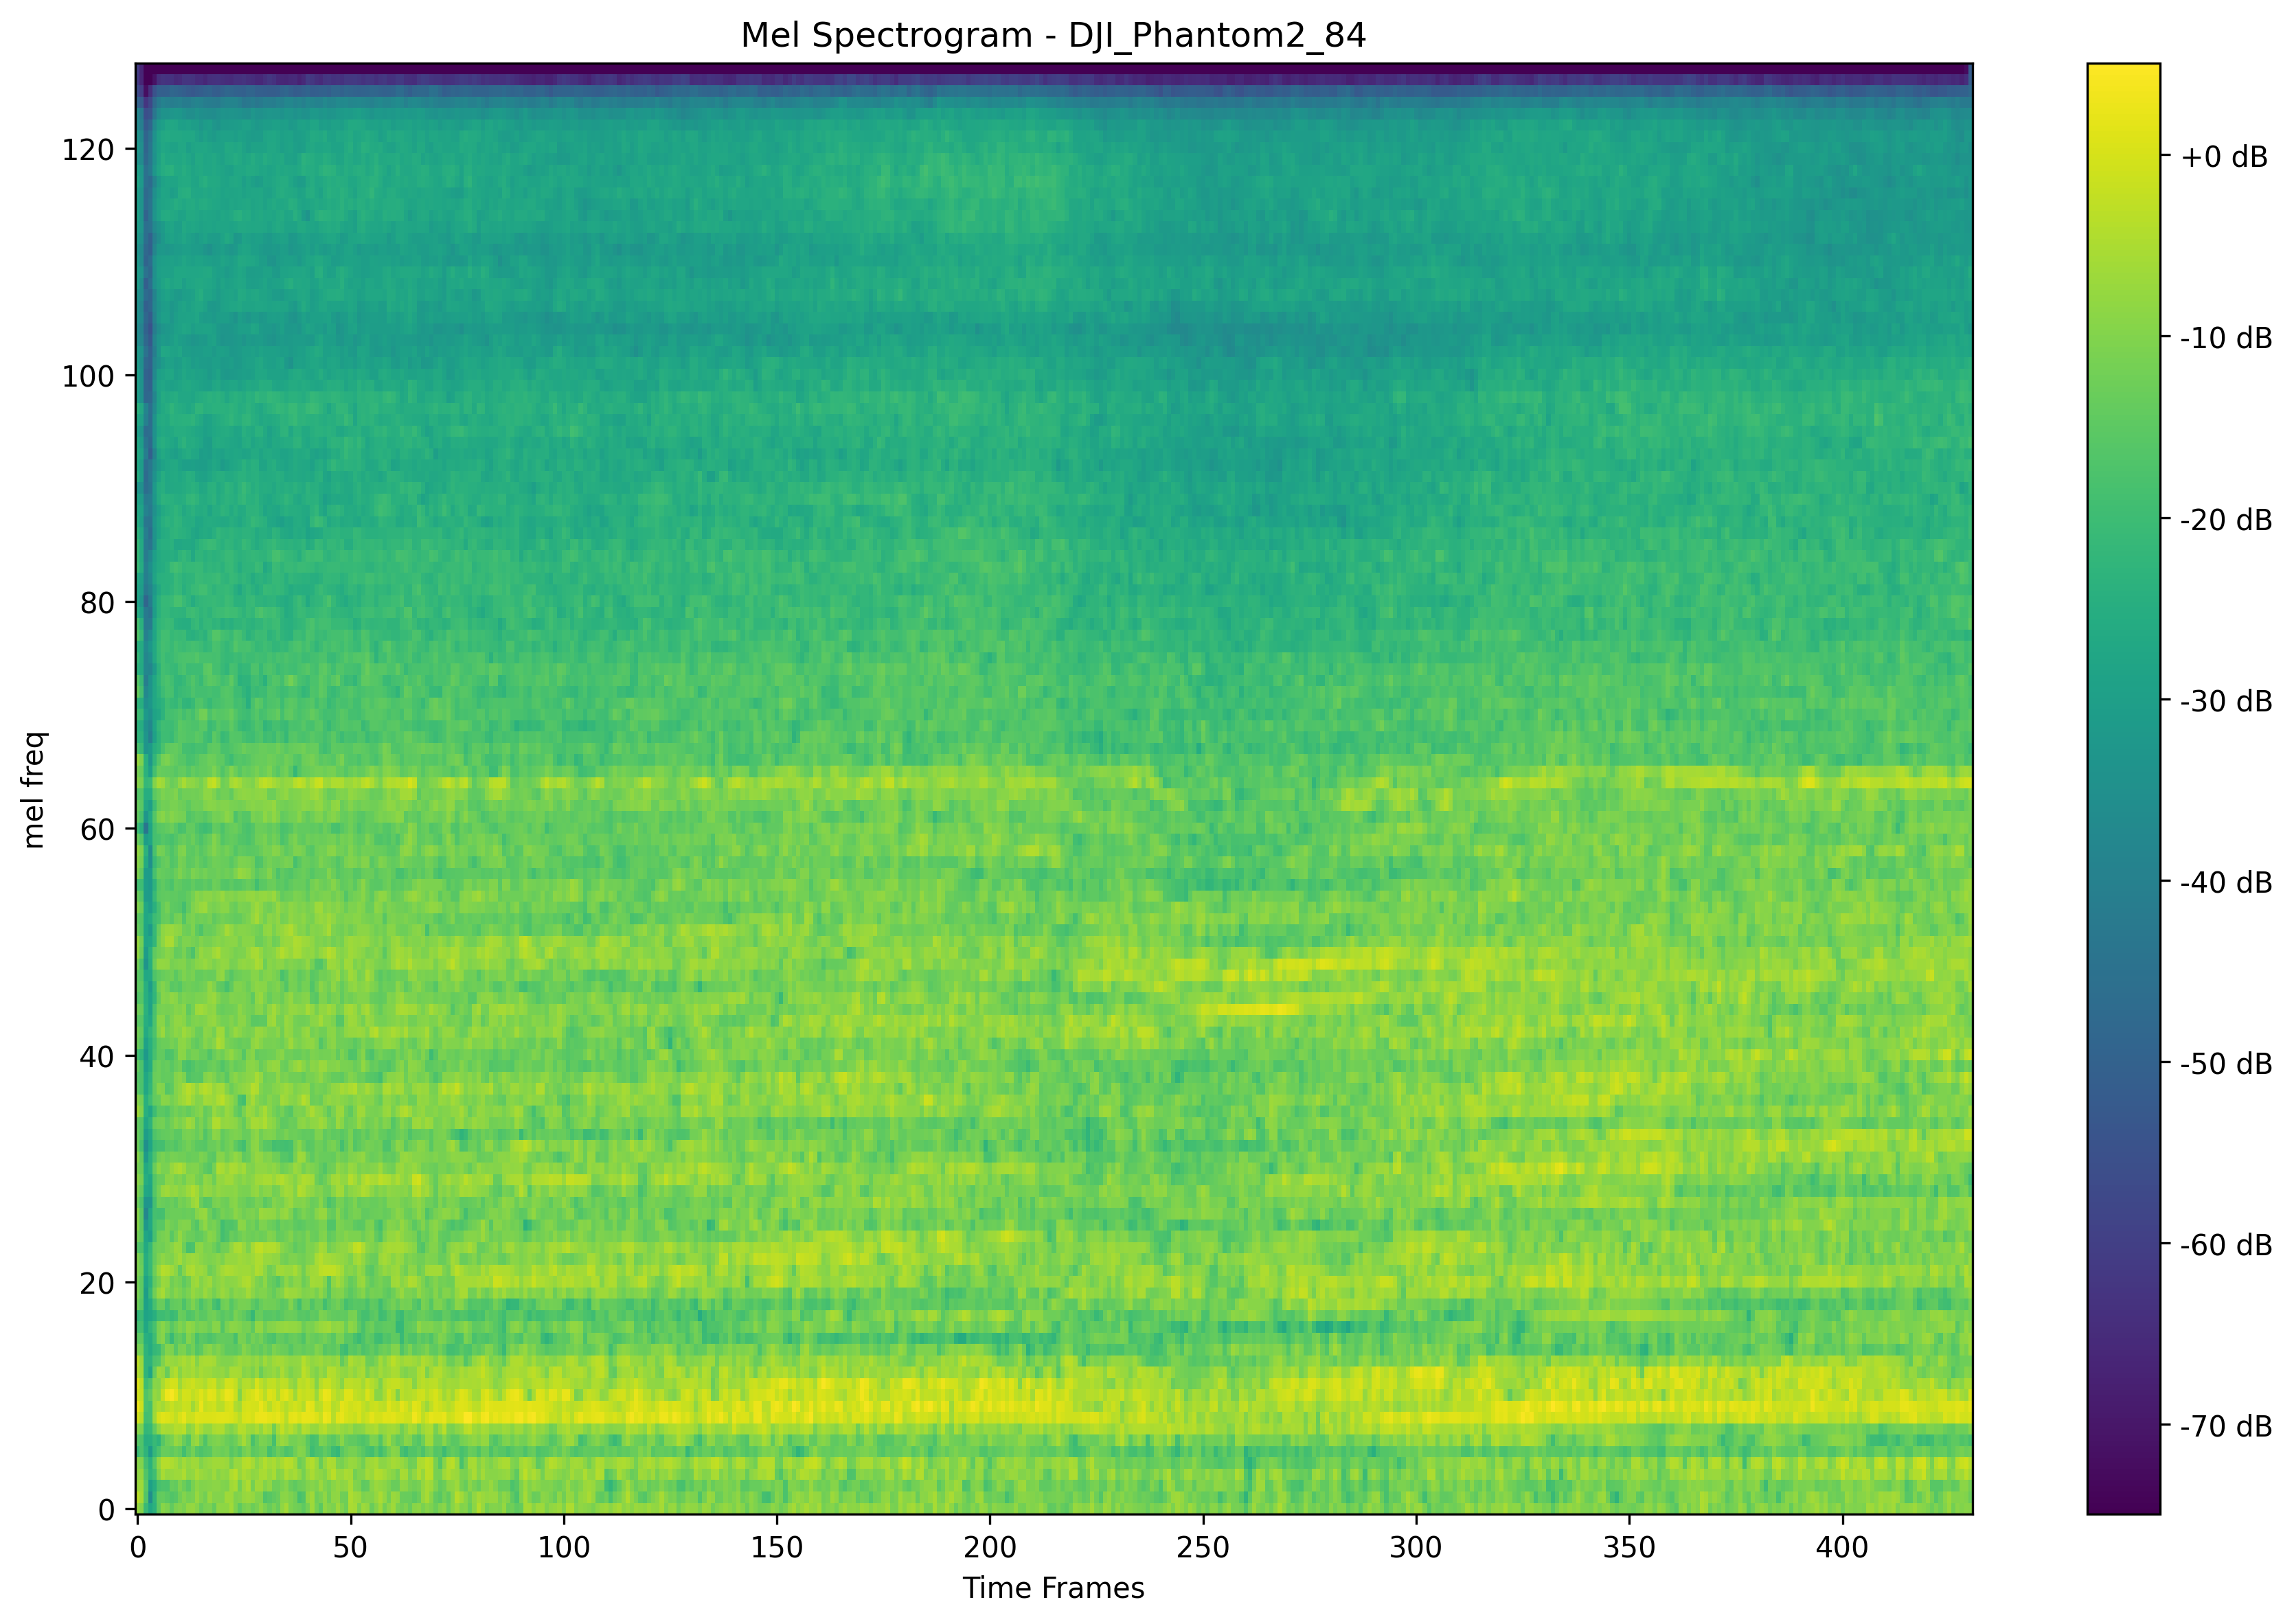 Mel Spectrogram - DJI_Phantom2_84
120
100
80
60
40
20
0
mel freq
0 50 100 150 200 250 300 350 400
Time Frames
+0 dB
-10 dB
-20 dB
-30 dB
-40 dB
-50 dB
-60 dB
-70 dB